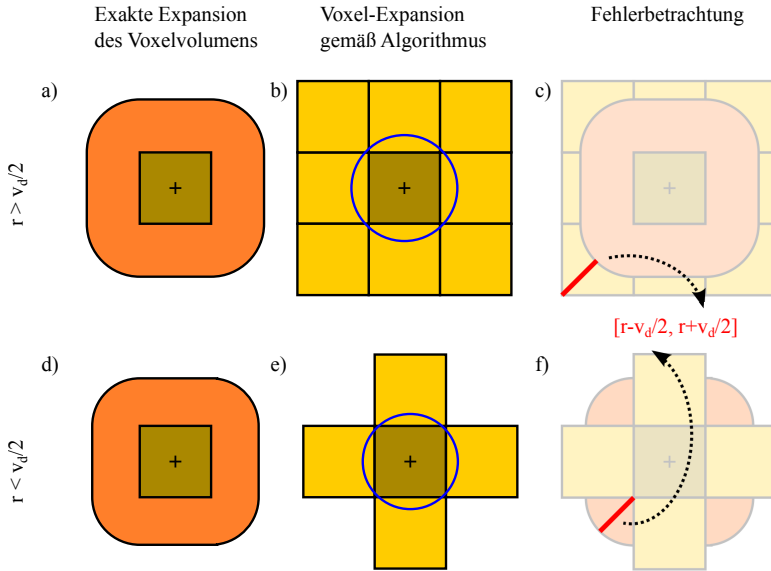 Exakte Expansion
des Voxelvolumens
Voxel-Expansion
gemäß Algorithmus
Fehlerbetrachtung
a)
b)
c)
r > v_d/2
[r-v_d/2, r+v_d/2]
d)
e)
f)
r < v_d/2